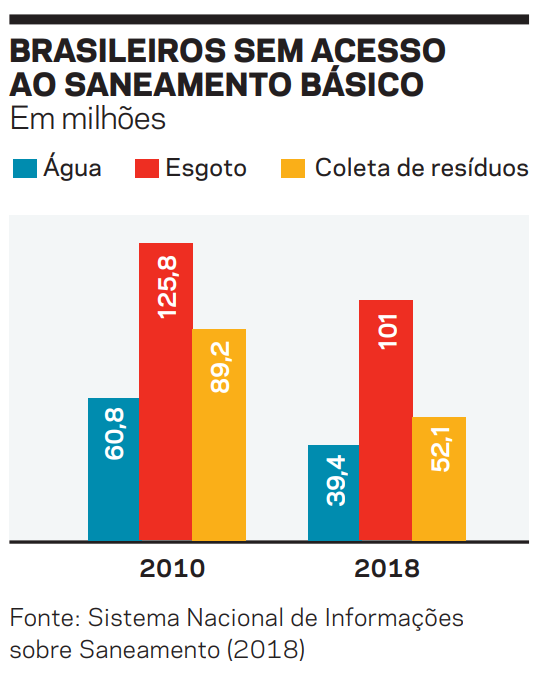 BRASILEIROS SEM ACESSO
AO SANEAMENTO BÁSICO
Em milhões
Água Esgoto Coleta de resíduos
60,8 125,8 89,2 39,4 101 52,1
2010 2018
Fonte: Sistema Nacional de Informações
sobre Saneamento (2018)